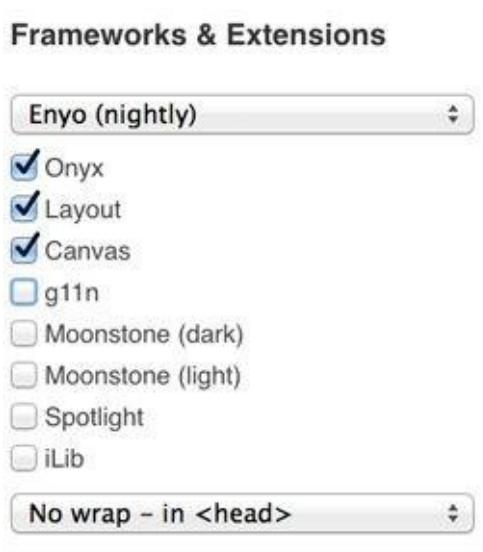 Frameworks & Extensions
Enyo (nightly)
Onyx
Layout
Canvas
g11n
Moonstone (dark)
Moonstone (light)
Spotlight
iLib
No wrap – in <head>